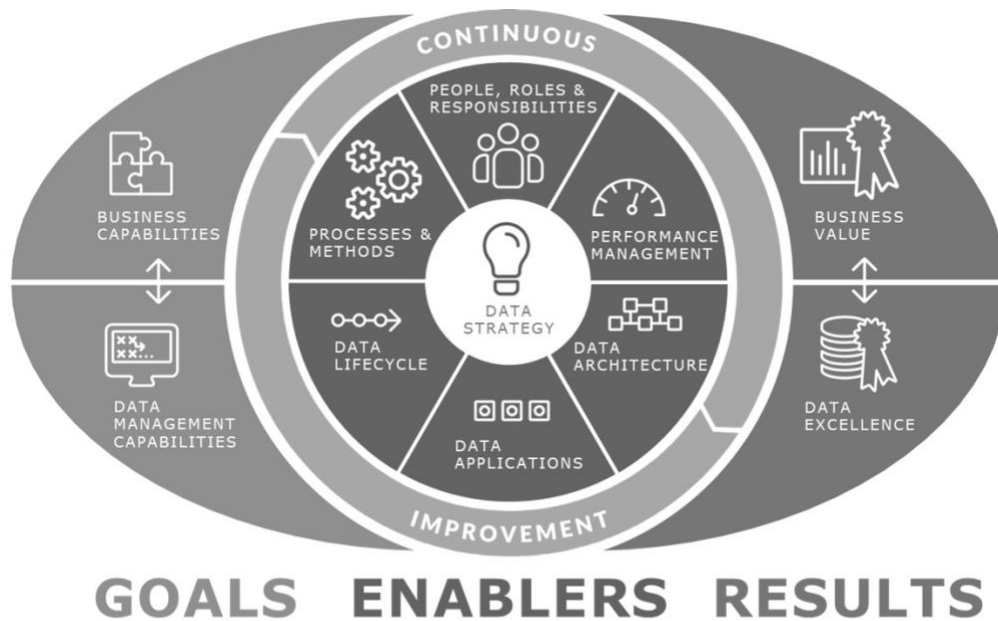 CONTINUOUS
PEOPLE, ROLES &
RESPONSIBILITIES
BUSINESS
CAPABILITIES
PROCESSES &
METHODS
PERFORMANCE
MANAGEMENT
BUSINESS
VALUE
DATA
STRATEGY
DATA
LIFECYCLE
DATA
ARCHITECTURE
DATA
MANAGEMENT
CAPABILITIES
DATA
APPLICATIONS
DATA
EXCELLENCE
IMPROVEMENT
GOALS ENABLERS RESULTS